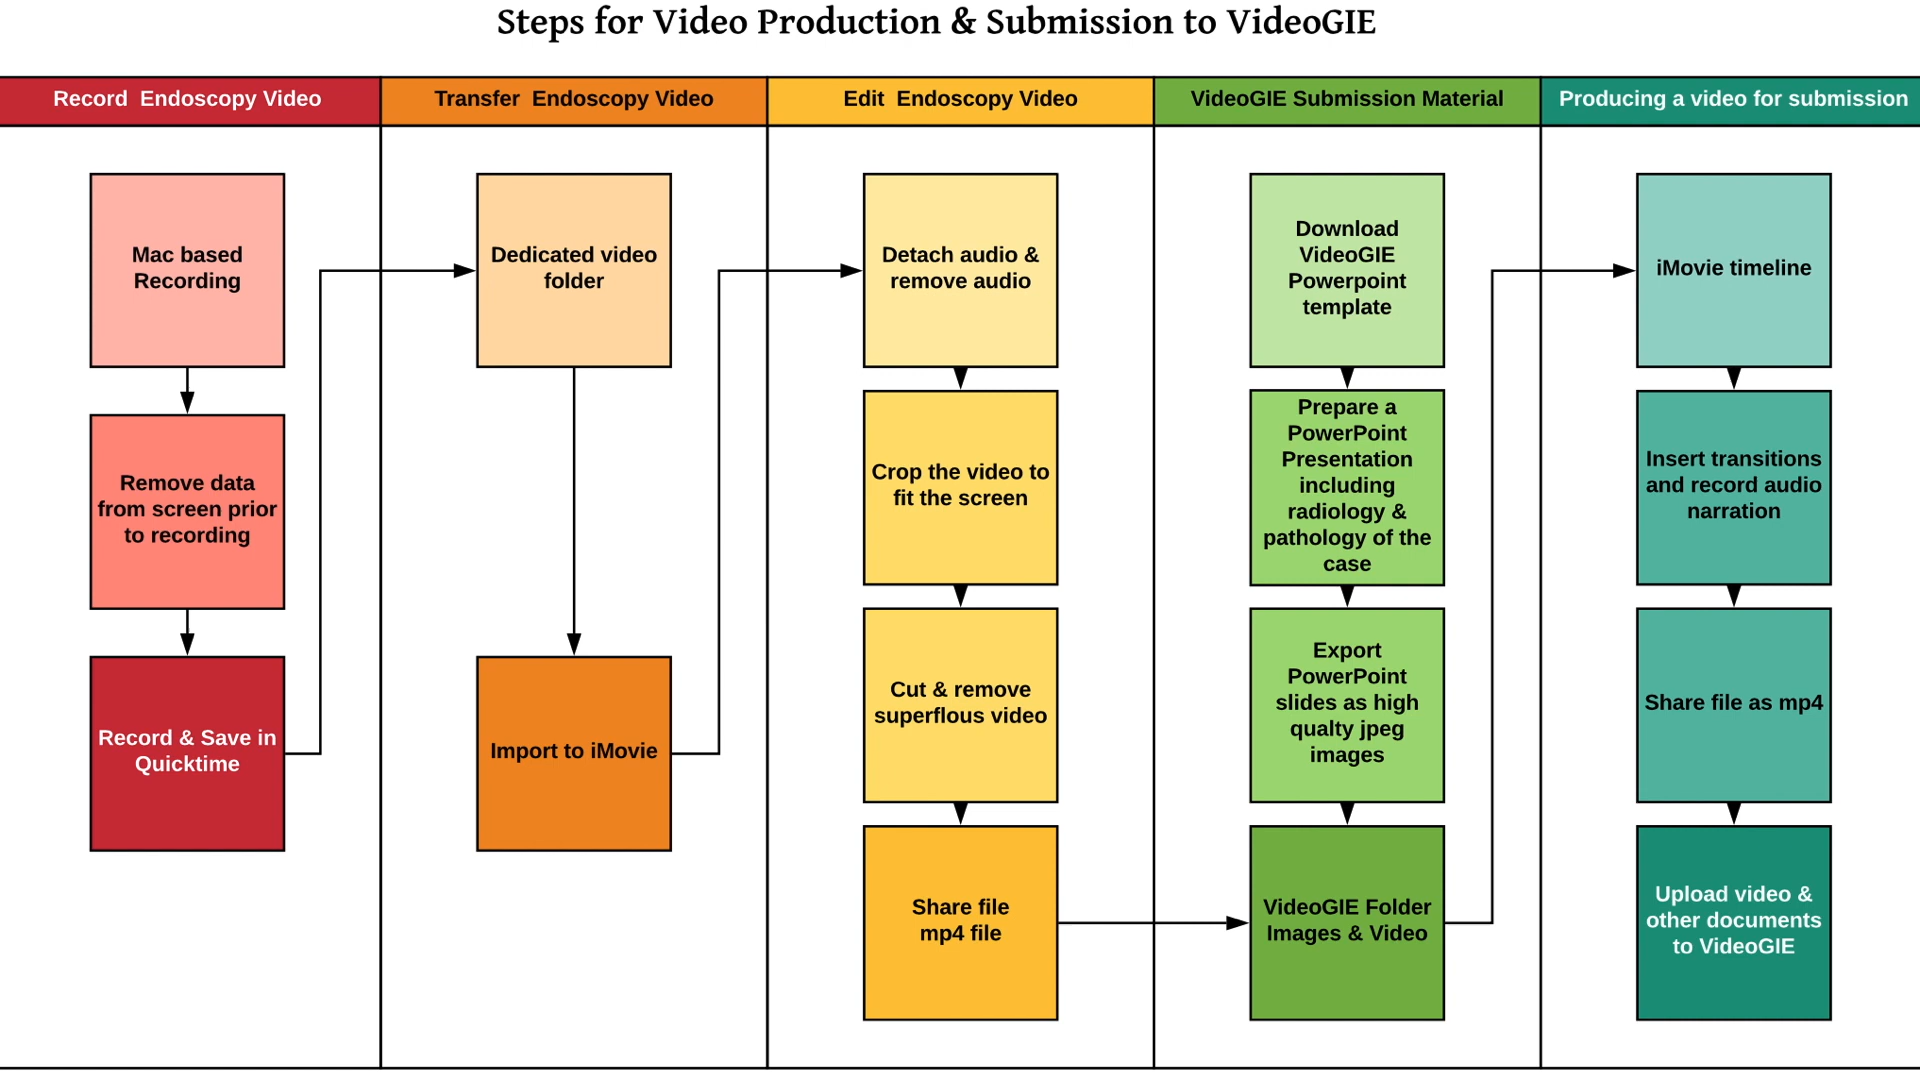 Steps for Video Production & Submission to VideoGIE
Record  Endoscopy Video
Transfer  Endoscopy Video
Edit  Endoscopy Video
VideoGIE Submission Material
Producing a video for submission
Mac based
Recording
Remove data
from screen prior
to recording
Record & Save in
Quicktime
Dedicated video
folder
Import to iMovie
Detach audio &
remove audio
Crop the video to
fit the screen
Cut & remove
superflous video
Share file
mp4 file
Download
VideoGIE
Powerpoint
template
Prepare a
PowerPoint
Presentation
including
radiology &
pathology of the
case
Export
PowerPoint
slides as high
qualty jpeg
images
VideoGIE Folder
Images & Video
iMovie timeline
Insert transitions
and record audio
narration
Share file as mp4
Upload video &
other documents
to VideoGIE